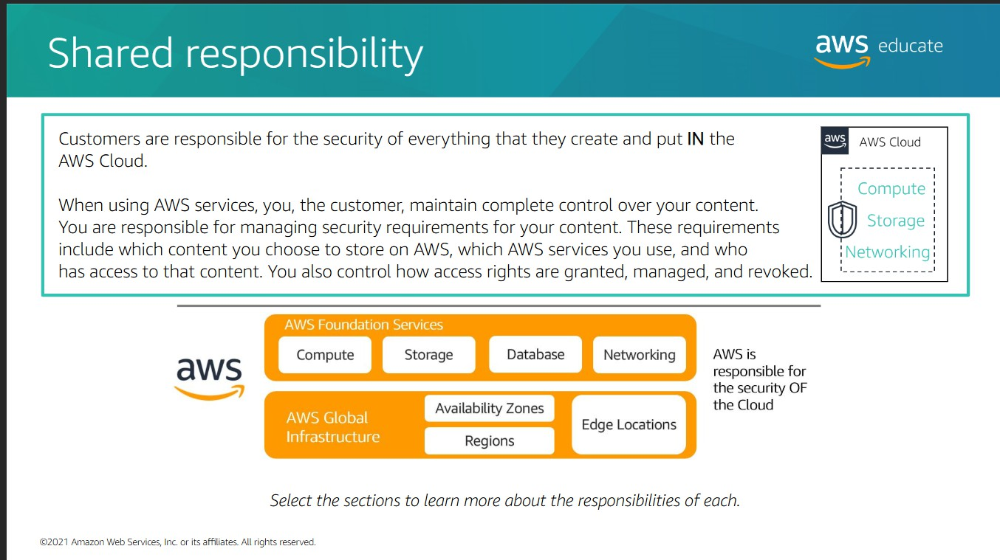 Shared responsibility
aws educate
Customers are responsible for the security of everything that they create and put IN the
AWS Cloud.
When using AWS services, you, the customer, maintain complete control over your content.
You are responsible for managing security requirements for your content. These requirements
include which content you choose to store on AWS, which AWS services you use, and who
has access to that content. You also control how access rights are granted, managed, and revoked.
aws AWS Cloud
Compute
Storage
Networking
aws
AWS Foundation Services
Compute Storage Database Networking
AWS Global
Infrastructure
Availability Zones
Regions
Edge Locations
AWS is
responsible for
the security OF
the Cloud
Select the sections to learn more about the responsibilities of each.
©2021 Amazon Web Services, Inc. or its affiliates. All rights reserved.